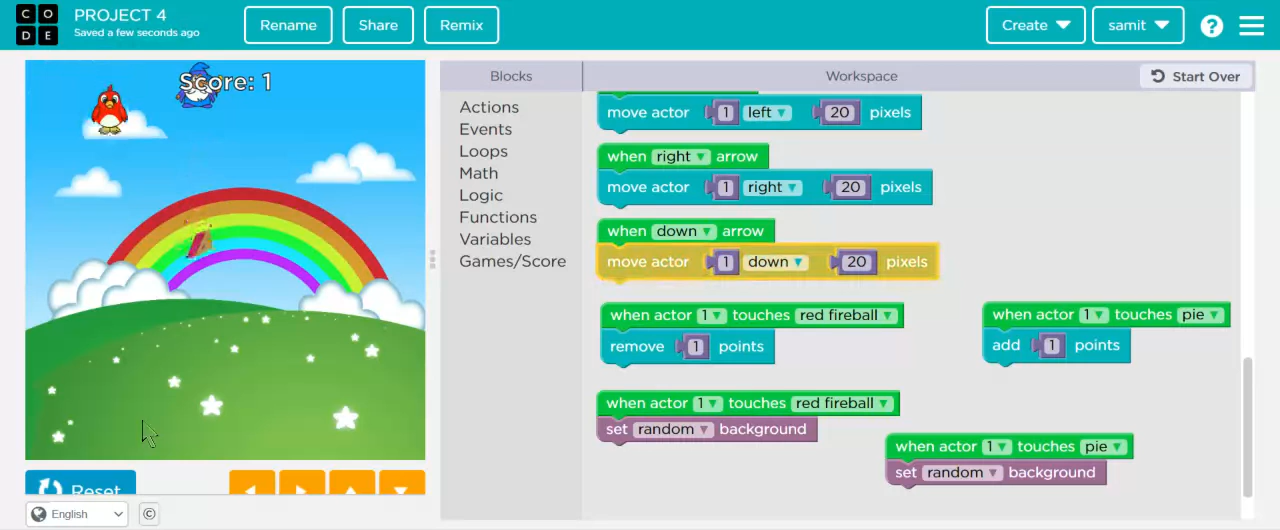 CO
DE
PROJECT 4
Saved a few seconds ago
Rename
Share
Remix
Create
samit
?
Score: 1
Reset
English
©
Blocks
Workspace
Start Over
Actions
Events
Loops
Math
Logic
Functions
Variables
Games/Score
move actor 1 left 20 pixels
when right arrow
move actor 1 right 20 pixels
when down arrow
move actor 1 down 20 pixels
when actor 1 touches red fireball
remove 1 points
when actor 1 touches pie
add 1 points
when actor 1 touches red fireball
set random background
when actor 1 touches pie
set random background